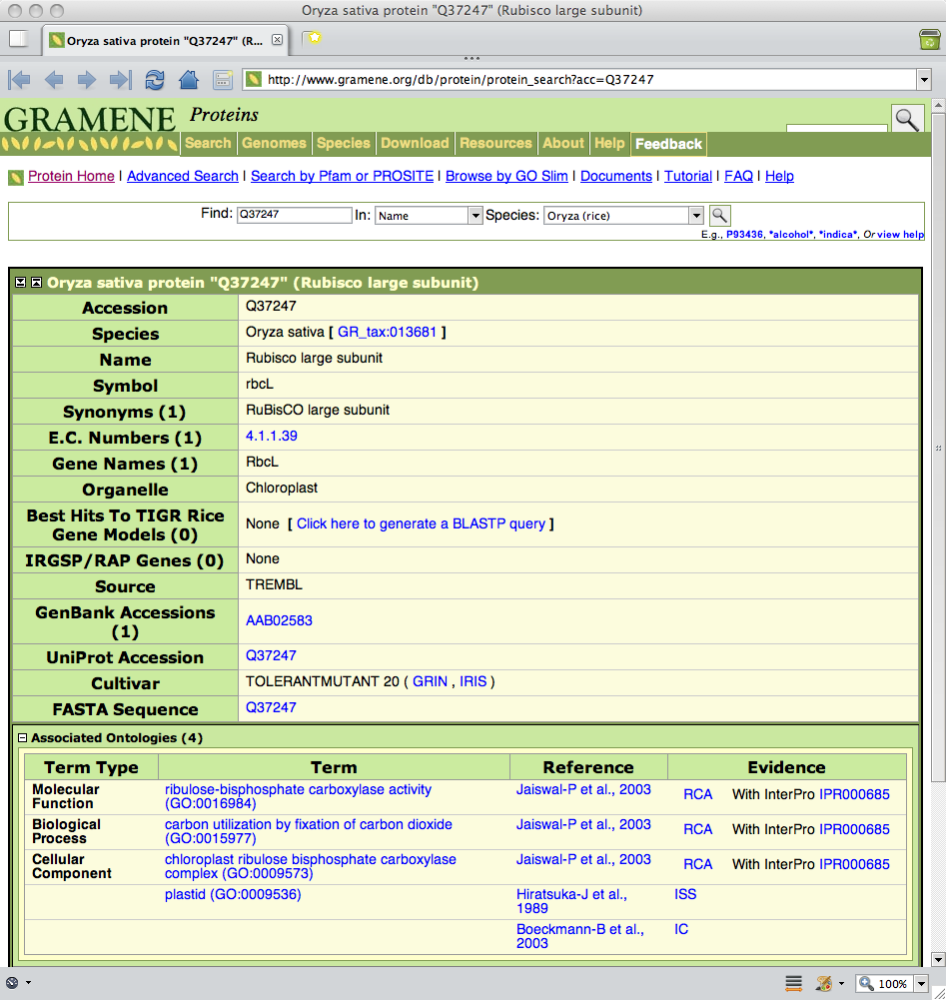 Oryza sativa protein "Q37247" (Rubisco large subunit)
Oryza sativa protein "Q37247" (R...
http://www.gramene.org/db/protein/protein_search?acc=Q37247
GRAMENE Proteins
Search Genomes Species Download Resources About Help Feedback
Protein Home | Advanced Search | Search by Pfam or PROSITE | Browse by GO Slim | Documents | Tutorial | FAQ | Help
Find: Q37247 In: Name Species: Oryza (rice)
E.g., P93436, *alcohol*, *indica*, Or view help
Oryza sativa protein "Q37247" (Rubisco large subunit)
Accession Q37247
Species Oryza sativa [ GR_tax:013681 ]
Name Rubisco large subunit
Symbol rbcL
Synonyms (1) RuBisCO large subunit
E.C. Numbers (1) 4.1.1.39
Gene Names (1) RbcL
Organelle Chloroplast
Best Hits To TIGR Rice
Gene Models (0) None [ Click here to generate a BLASTP query ]
IRGSP/RAP Genes (0) None
Source TREMBL
GenBank Accessions
(1) AAB02583
UniProt Accession Q37247
Cultivar TOLERANTMUTANT 20 ( GRIN , IRIS )
FASTA Sequence Q37247
Associated Ontologies (4)
Term Type Term Reference Evidence
Molecular ribulose-bisphosphate carboxylase activity Jaiswal-P et al., 2003 RCA With InterPro IPR000685
Function (GO:0016984)
Biological carbon utilization by fixation of carbon dioxide Jaiswal-P et al., 2003 RCA With InterPro IPR000685
Process (GO:0015977)
Cellular chloroplast ribulose bisphosphate carboxylase Jaiswal-P et al., 2003 RCA With InterPro IPR000685
Component complex (GO:0009573)
plastid (GO:0009536) Hiratsuka-J et al., ISS
1989
Boeckmann-B et al., IC
2003
100%